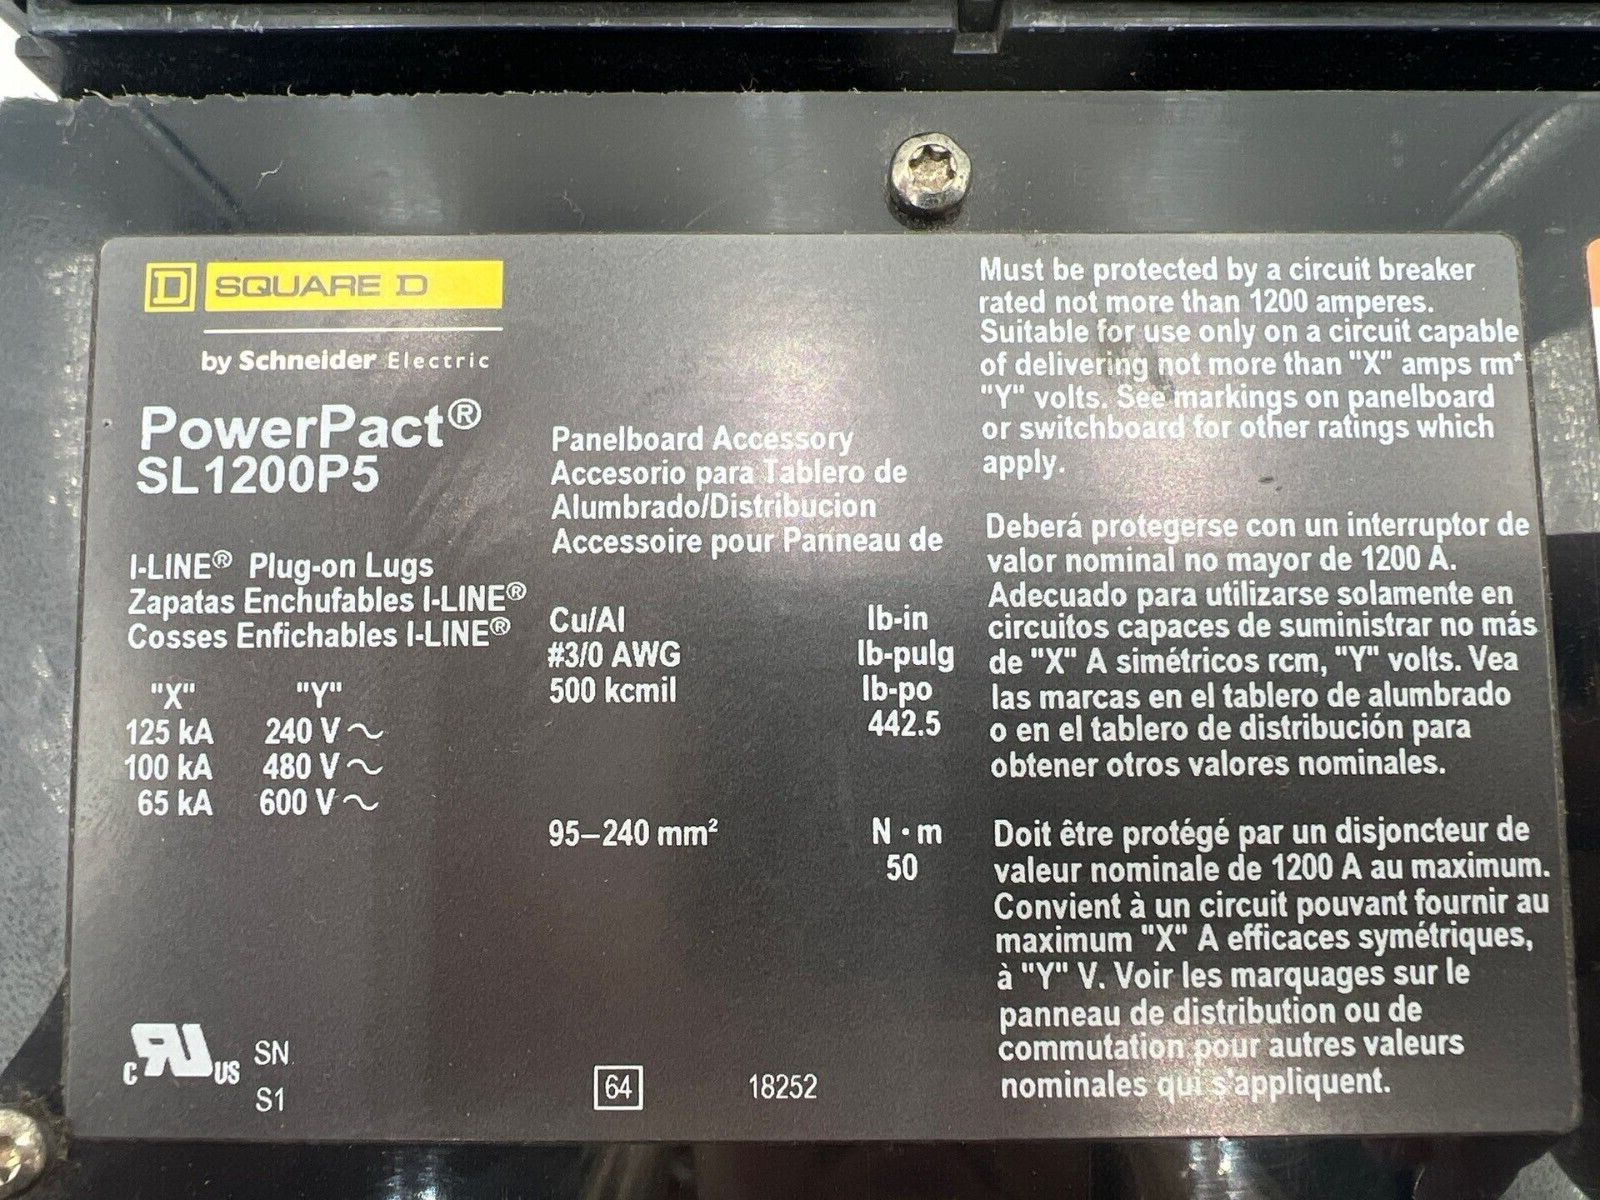 D SQUARE D
by Schneider Electric
PowerPact®
SL1200P5
I-LINE® Plug-on Lugs
Zapatas Enchufables I-LINE®
Cosses Enfichables I-LINE®
"X" "Y"
125 kA 240 V ~
100 kA 480 V ~
65 kA 600 V ~
Panelboard Accessory
Accesorio para Tablero de
Alumbrado/Distribucion
Accessoire pour Panneau de
Cu/Al lb-in
#3/0 AWG lb-pulg
500 kcmil lb-po
442.5
95–240 mm² N · m
50
Must be protected by a circuit breaker
rated not more than 1200 amperes.
Suitable for use only on a circuit capable
of delivering not more than "X" amps rm*
"Y" volts. See markings on panelboard
or switchboard for other ratings which
apply.
Deberá protegerse con un interruptor de
valor nominal no mayor de 1200 A.
Adecuado para utilizarse solamente en
circuitos capaces de suministrar no más
de "X" A simétricos rcm, "Y" volts. Vea
las marcas en el tablero de alumbrado
o en el tablero de distribución para
obtener otros valores nominales.
Doit être protégé par un disjoncteur de
valeur nominale de 1200 A au maximum.
Convient à un circuit pouvant fournir au
maximum "X" A efficaces symétriques,
à "Y" V. Voir les marquages sur le
panneau de distribution ou de
commutation pour autres valeurs
nominales qui s'appliquent.
c RU US SN
S1
64 18252